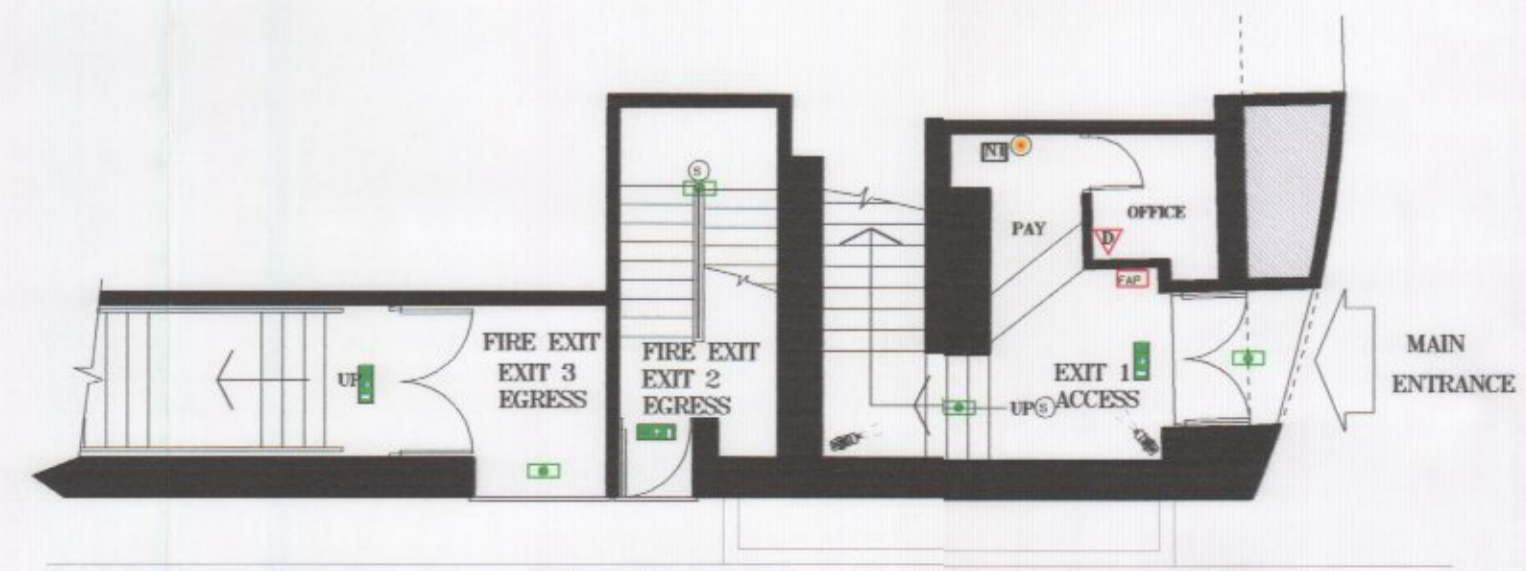 N.I
S
PAY
OFFICE
D
FAP
FIRE EXIT
EXIT 3
EGRESS
FIRE EXIT
EXIT 2
EGRESS
UP
EXIT 1
ACCESS
UP
S
MAIN
ENTRANCE